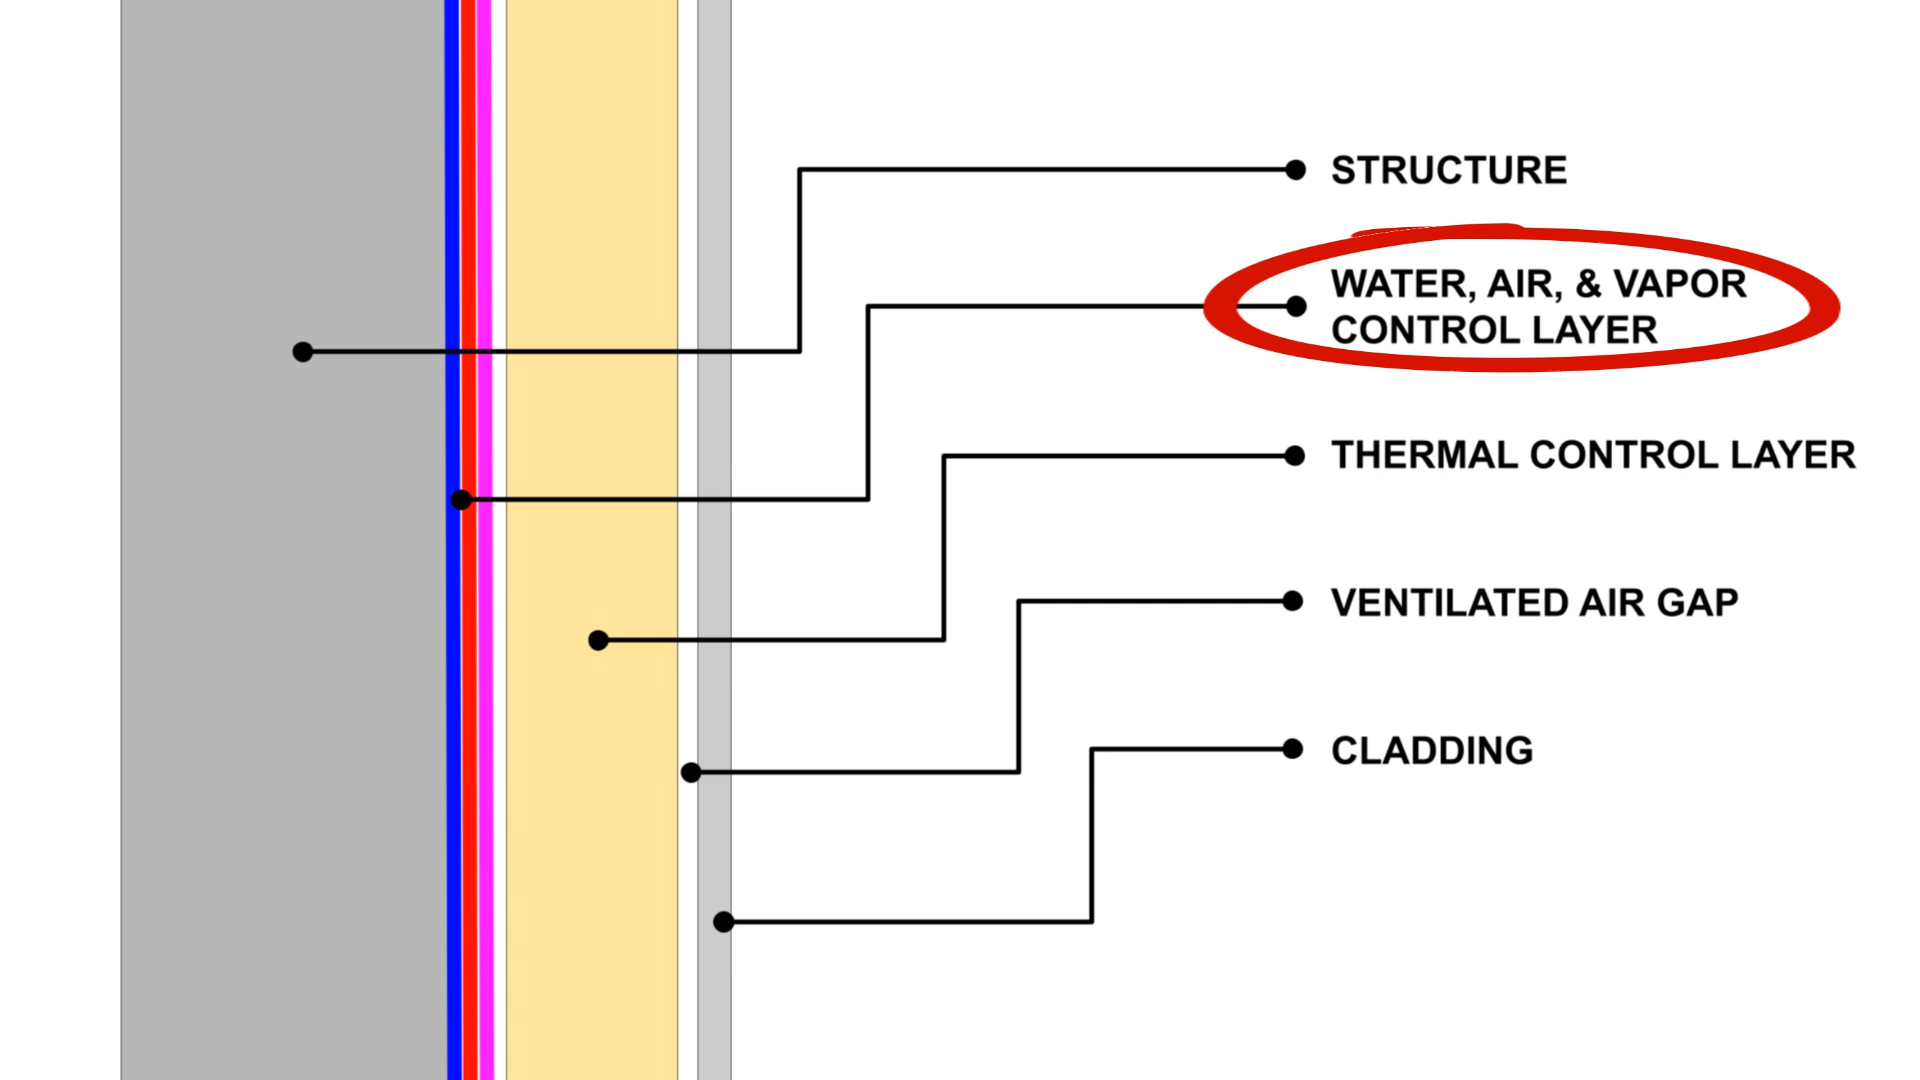 STRUCTURE
WATER, AIR, & VAPOR
CONTROL LAYER
THERMAL CONTROL LAYER
VENTILATED AIR GAP
CLADDING